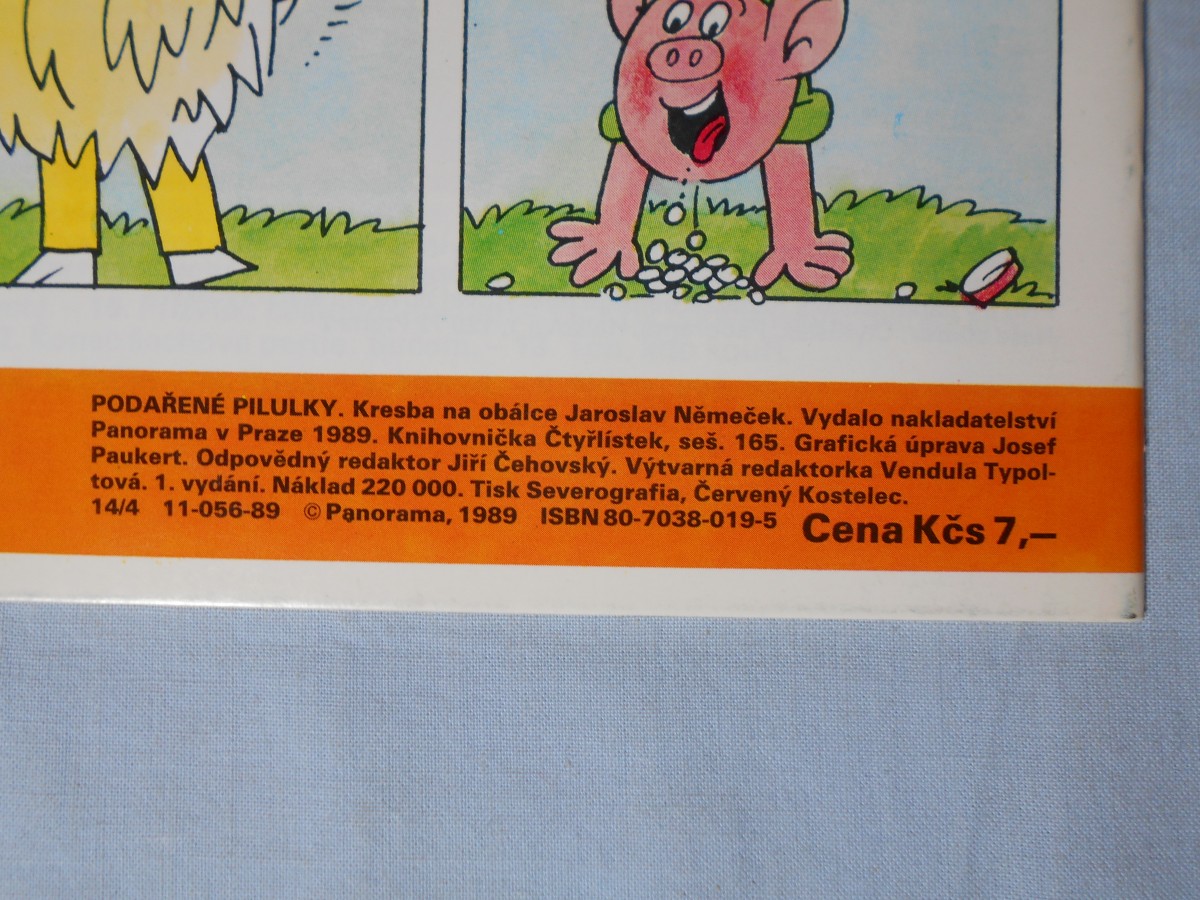 PODAŘENÉ PILULKY. Kresba na obálce Jaroslav Němeček. Vydalo nakladatelství
Panorama v Praze 1989. Knihovnička Čtyřlístek, seš. 165. Grafická úprava Josef
Paukert. Odpovědný redaktor Jiří Čehovský. Výtvarná redaktorka Vendula Typol-
tová. 1. vydání. Náklad 220 000. Tisk Severografia, Červený Kostelec.
14/4 11-056-89 © Panorama, 1989 ISBN 80-7038-019-5 Cena Kčs 7,—